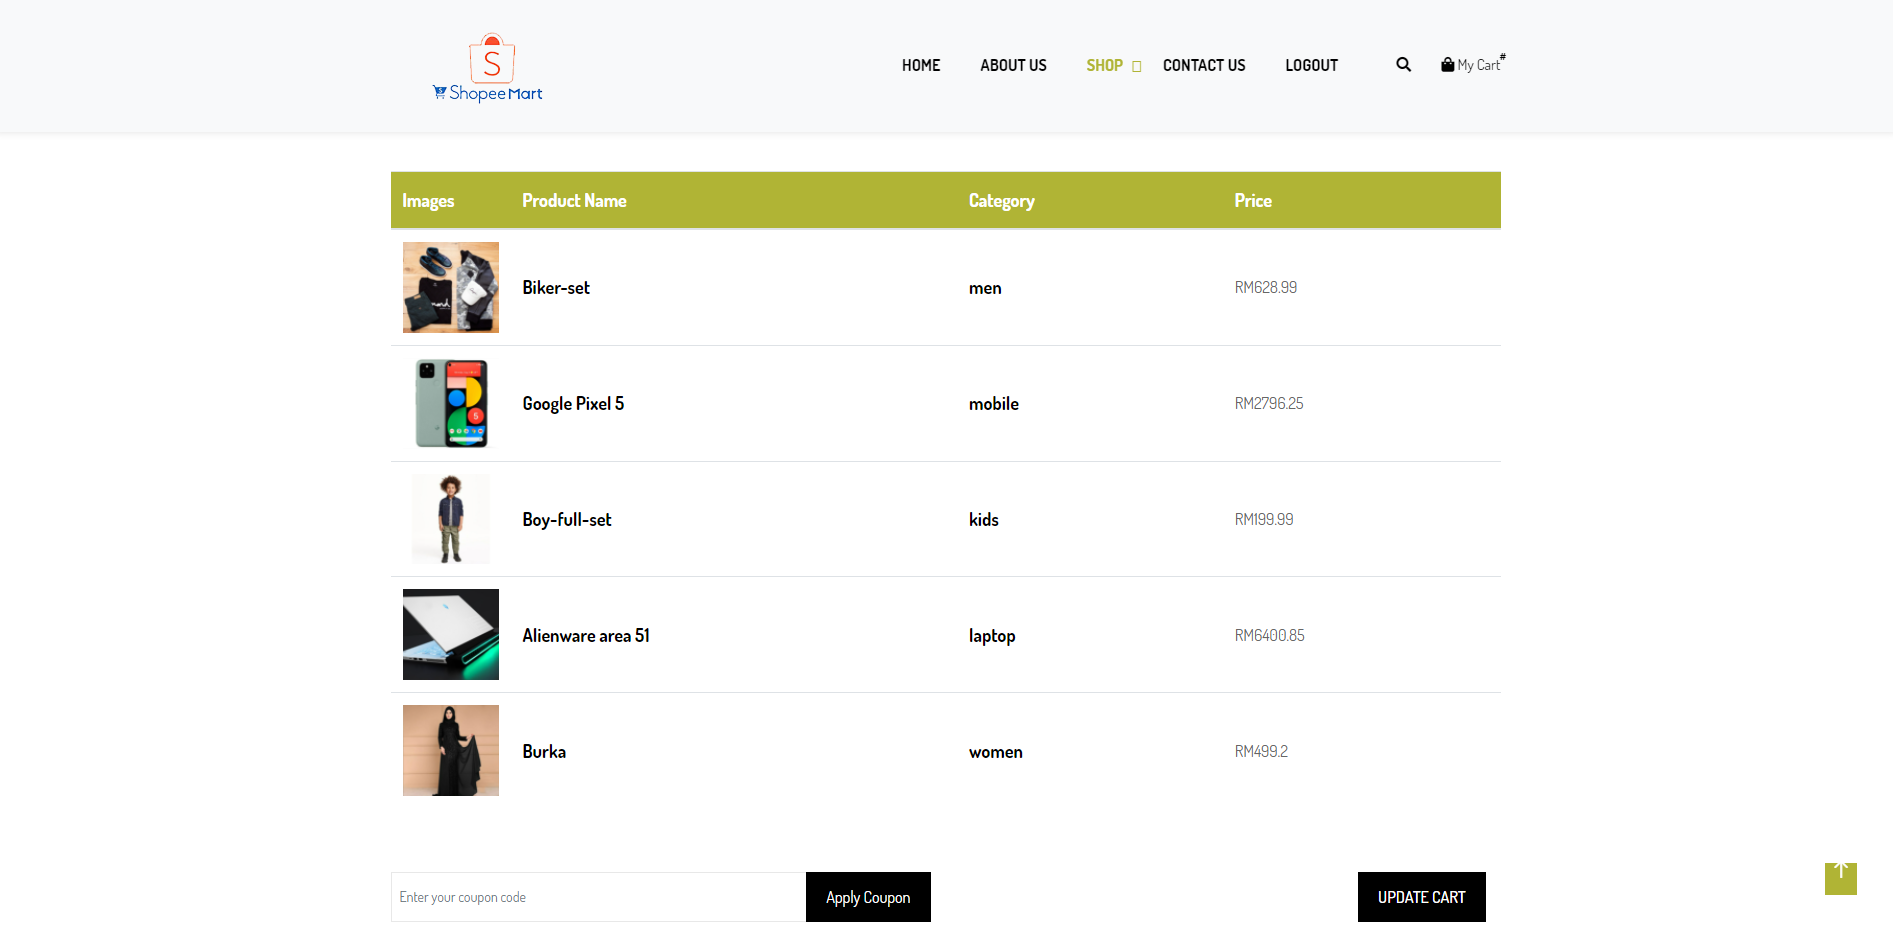 S
Shopee Mart
HOME ABOUT US SHOP CONTACT US LOGOUT My Cart#
Images Product Name Category Price
Biker-set men RM628.99
Google Pixel 5 mobile RM2796.25
Boy-full-set kids RM199.99
Alienware area 51 laptop RM6400.85
Burka women RM499.2
Enter your coupon code Apply Coupon UPDATE CART